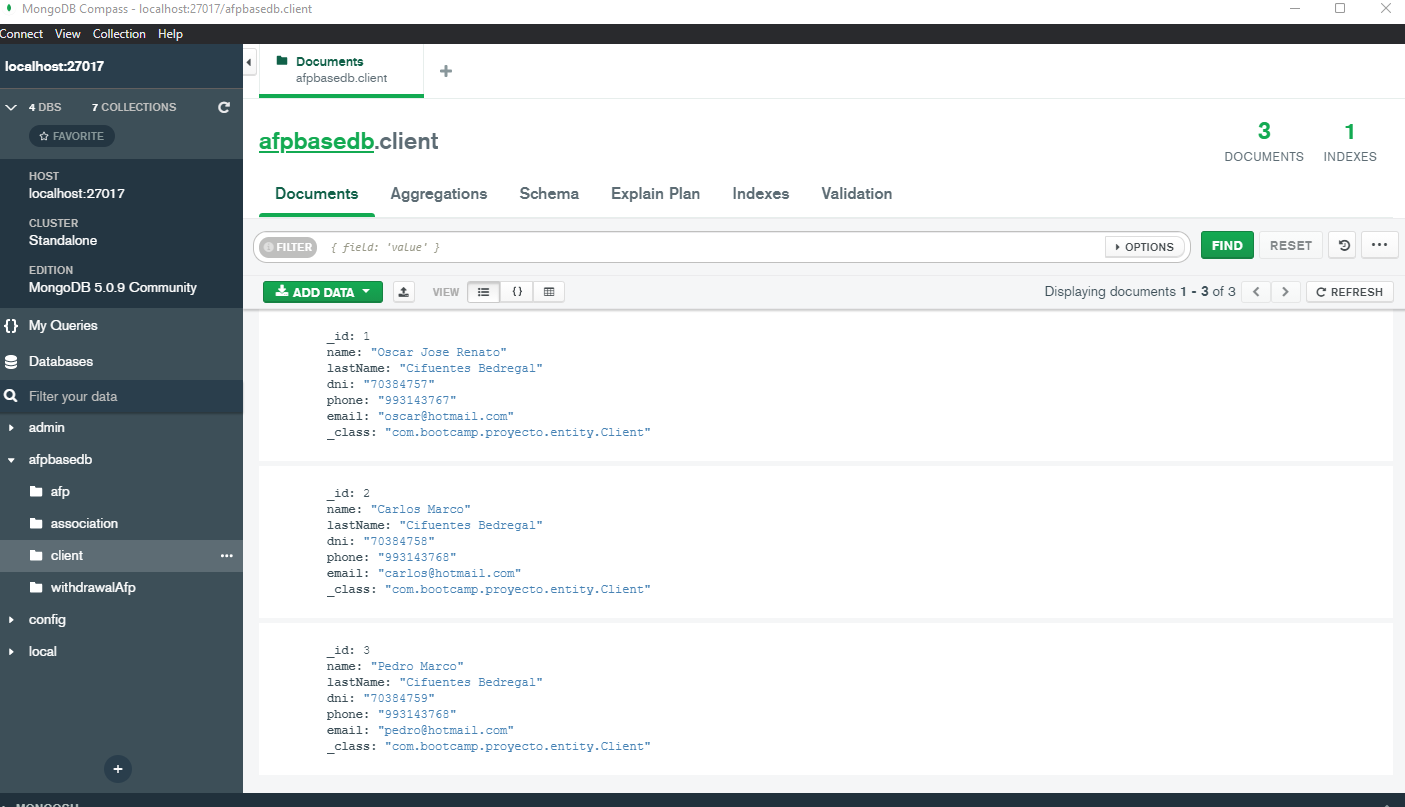 MongoDB Compass - localhost:27017/afpbasedb.client
Connect View Collection Help
localhost:27017
4 DBS 7 COLLECTIONS
FAVORITE
HOST
localhost:27017
CLUSTER
Standalone
EDITION
MongoDB 5.0.9 Community
{} My Queries
Databases
Filter your data
admin
afpbasedb
afp
association
client ...
withdrawalAfp
config
local
+
MONGOSH
Documents
afpbasedb.client
+
afpbasedb.client
3
DOCUMENTS
1
INDEXES
Documents Aggregations Schema Explain Plan Indexes Validation
FILTER { field: 'value' } OPTIONS FIND RESET ...
ADD DATA VIEW {} Displaying documents 1 - 3 of 3 < > REFRESH
_id: 1
name: "Oscar Jose Renato"
lastName: "Cifuentes Bedregal"
dni: "70384757"
phone: "993143767"
email: "oscar@hotmail.com"
_class: "com.bootcamp.proyecto.entity.Client"
_id: 2
name: "Carlos Marco"
lastName: "Cifuentes Bedregal"
dni: "70384758"
phone: "993143768"
email: "carlos@hotmail.com"
_class: "com.bootcamp.proyecto.entity.Client"
_id: 3
name: "Pedro Marco"
lastName: "Cifuentes Bedregal"
dni: "70384759"
phone: "993143768"
email: "pedro@hotmail.com"
_class: "com.bootcamp.proyecto.entity.Client"